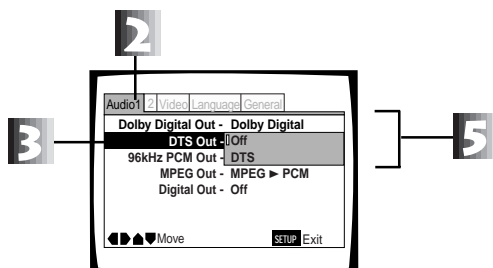 2
Audio1 2 Video Language General
Dolby Digital Out - Dolby Digital
3
DTS Out - Off
5
96kHz PCM Out - DTS
MPEG Out - MPEG ► PCM
Digital Out - Off
Move SETUP Exit